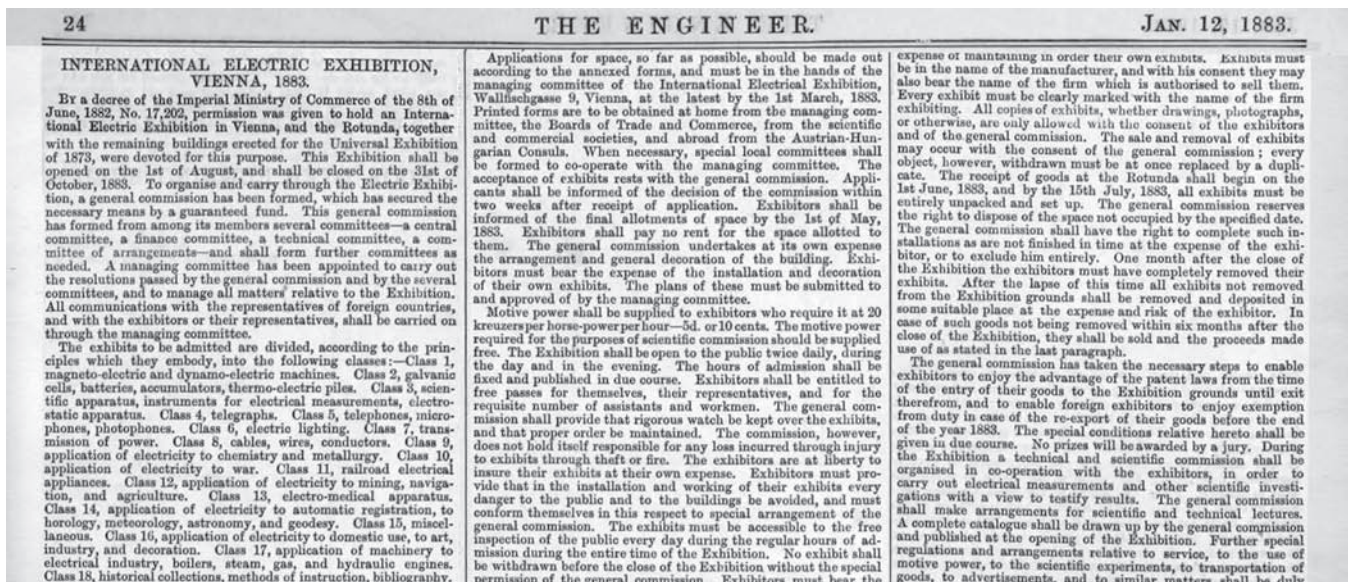 24
THE ENGINEER.
JAN. 12, 1883.
INTERNATIONAL ELECTRIC EXHIBITION,
VIENNA, 1883.
BY a decree of the Imperial Ministry of Commerce of the 8th of
June, 1882, No. 17,202, permission was given to hold an Interna-
tional Electric Exhibition in Vienna, and the Rotunda, together
with the remaining buildings erected for the Universal Exhibition
of 1873, were devoted for this purpose. This Exhibition shall be
opened on the 1st of August, and shall be closed on the 31st of
October, 1883. To organise and carry through the Electric Exhibi-
tion, a general commission has been formed, which has secured the
necessary means by a guaranteed fund. This general commission
has formed from among its members several committees—a central
committee, a finance committee, a technical committee, a com-
mittee of arrangements—and shall form further committees as
needed. A managing committee has been appointed to carry out
the resolutions passed by the general commission and by the several
committees, and to manage all matters relative to the Exhibition.
All communications with the representatives of foreign countries,
and with the exhibitors or their representatives, shall be carried on
through the managing committee.
The exhibits to be admitted are divided, according to the prin-
ciples which they embody, into the following classes:—Class 1,
magneto-electric and dynamo-electric machines. Class 2, galvanic
cells, batteries, accumulators, thermo-electric piles. Class 3, scien-
tific apparatus, instruments for electrical measurements, electro-
static apparatus. Class 4, telegraphs. Class 5, telephones, micro-
phones, photophones. Class 6, electric lighting. Class 7, trans-
mission of power. Class 8, cables, wires, conductors. Class 9,
application of electricity to chemistry and metallurgy. Class 10,
application of electricity to war. Class 11, railroad electrical
appliances. Class 12, application of electricity to mining, naviga-
tion, and agriculture. Class 13, electro-medical apparatus.
Class 14, application of electricity to automatic registration, to
horology, meteorology, astronomy, and geodesy. Class 15, miscel-
laneous. Class 16, application of electricity to domestic use, to art,
industry, and decoration. Class 17, application of machinery to
electrical industry, boilers, steam, gas, and hydraulic engines.
Class 18, historical collections, methods of instruction, bibliography.
Applications for space, so far as possible, should be made out
according to the annexed forms, and must be in the hands of the
managing committee of the International Electrical Exhibition,
Wallfischgasse 9, Vienna, at the latest by the 1st March, 1883.
Printed forms are to be obtained at home from the managing com-
mittee, the Boards of Trade and Commerce, from the scientific
and commercial societies, and abroad from the Austrian-Hun-
garian Consuls. When necessary, special local committees shall
be formed to co-operate with the managing committee. The
acceptance of exhibits rests with the general commission. Appli-
cants shall be informed of the decision of the commission within
two weeks after receipt of application. Exhibitors shall be
informed of the final allotments of space by the 1st of May,
1883. Exhibitors shall pay no rent for the space allotted to
them. The general commission undertakes at its own expense
the arrangement and general decoration of the building. Exhi-
bitors must bear the expense of the installation and decoration
of their own exhibits. The plans of these must be submitted to
and approved of by the managing committee.
Motive power shall be supplied to exhibitors who require it at 20
kreuzers per horse-power per hour—5d. or 10 cents. The motive power
required for the purposes of scientific commission should be supplied
free. The Exhibition shall be open to the public twice daily, during
the day and in the evening. The hours of admission shall be
fixed and published in due course. Exhibitors shall be entitled to
free passes for themselves, their representatives, and for the
requisite number of assistants and workmen. The general com-
mission shall provide that rigorous watch be kept over the exhibits,
and that proper order be maintained. The commission, however,
does not hold itself responsible for any loss incurred through injury
to exhibits through theft or fire. The exhibitors are at liberty to
insure their exhibits at their own expense. Exhibitors must pro-
vide that in the installation and working of their exhibits every
danger to the public and to the buildings be avoided, and must
conform themselves in this respect to special arrangement of the
general commission. The exhibits must be accessible to the free
inspection of the public every day during the regular hours of ad-
mission during the entire time of the Exhibition. No exhibit shall
be withdrawn before the close of the Exhibition without the special
permission of the general commission. Exhibitors must bear the
expense of maintaining in order their own exhibits. Exhibits must
be in the name of the manufacturer, and with his consent they may
also bear the name of the firm which is authorised to sell them.
Every exhibit must be clearly marked with the name of the firm
exhibiting. All copies of exhibits, whether drawings, photographs,
or otherwise, are only allowed with the consent of the exhibitors
and of the general commission. The sale and removal of exhibits
may occur with the consent of the general commission; every
object, however, withdrawn must be at once replaced by a dupli-
cate. The receipt of goods at the Rotunda shall begin on the
1st June, 1883, and by the 15th July, 1883, all exhibits must be
entirely unpacked and set up. The general commission reserves
the right to dispose of the space not occupied by the specified date.
The general commission shall have the right to complete such in-
stallations as are not finished in time at the expense of the exhi-
bitor, or to exclude him entirely. One month after the close of
the Exhibition the exhibitors must have completely removed their
exhibits. After the lapse of this time all exhibits not removed
from the Exhibition grounds shall be removed and deposited in
some suitable place at the expense and risk of the exhibitor. In
case of such goods not being removed within six months after the
close of the Exhibition, they shall be sold and the proceeds made
use of as stated in the last paragraph.
The general commission has taken the necessary steps to enable
exhibitors to enjoy the advantage of the patent laws from the time
of the entry of their goods to the Exhibition grounds until exit
therefrom, and to enable foreign exhibitors to enjoy exemption
from duty in case of the re-export of their goods before the end
of the year 1883. The special conditions relative hereto shall be
given in due course. No prizes will be awarded by a jury. During
the Exhibition a technical and scientific commission shall be
organised in co-operation with the exhibitors, in order to
carry out electrical measurements and other scientific investi-
gations with a view to testify results. The general commission
shall make arrangements for scientific and technical lectures.
A complete catalogue shall be drawn up by the general commission
and published at the opening of the Exhibition. Further special
regulations and arrangements relative to service, to the use of
motive power, to the scientific experiments, to transportation of
goods, to advertisements, and to similar matters shall be duly